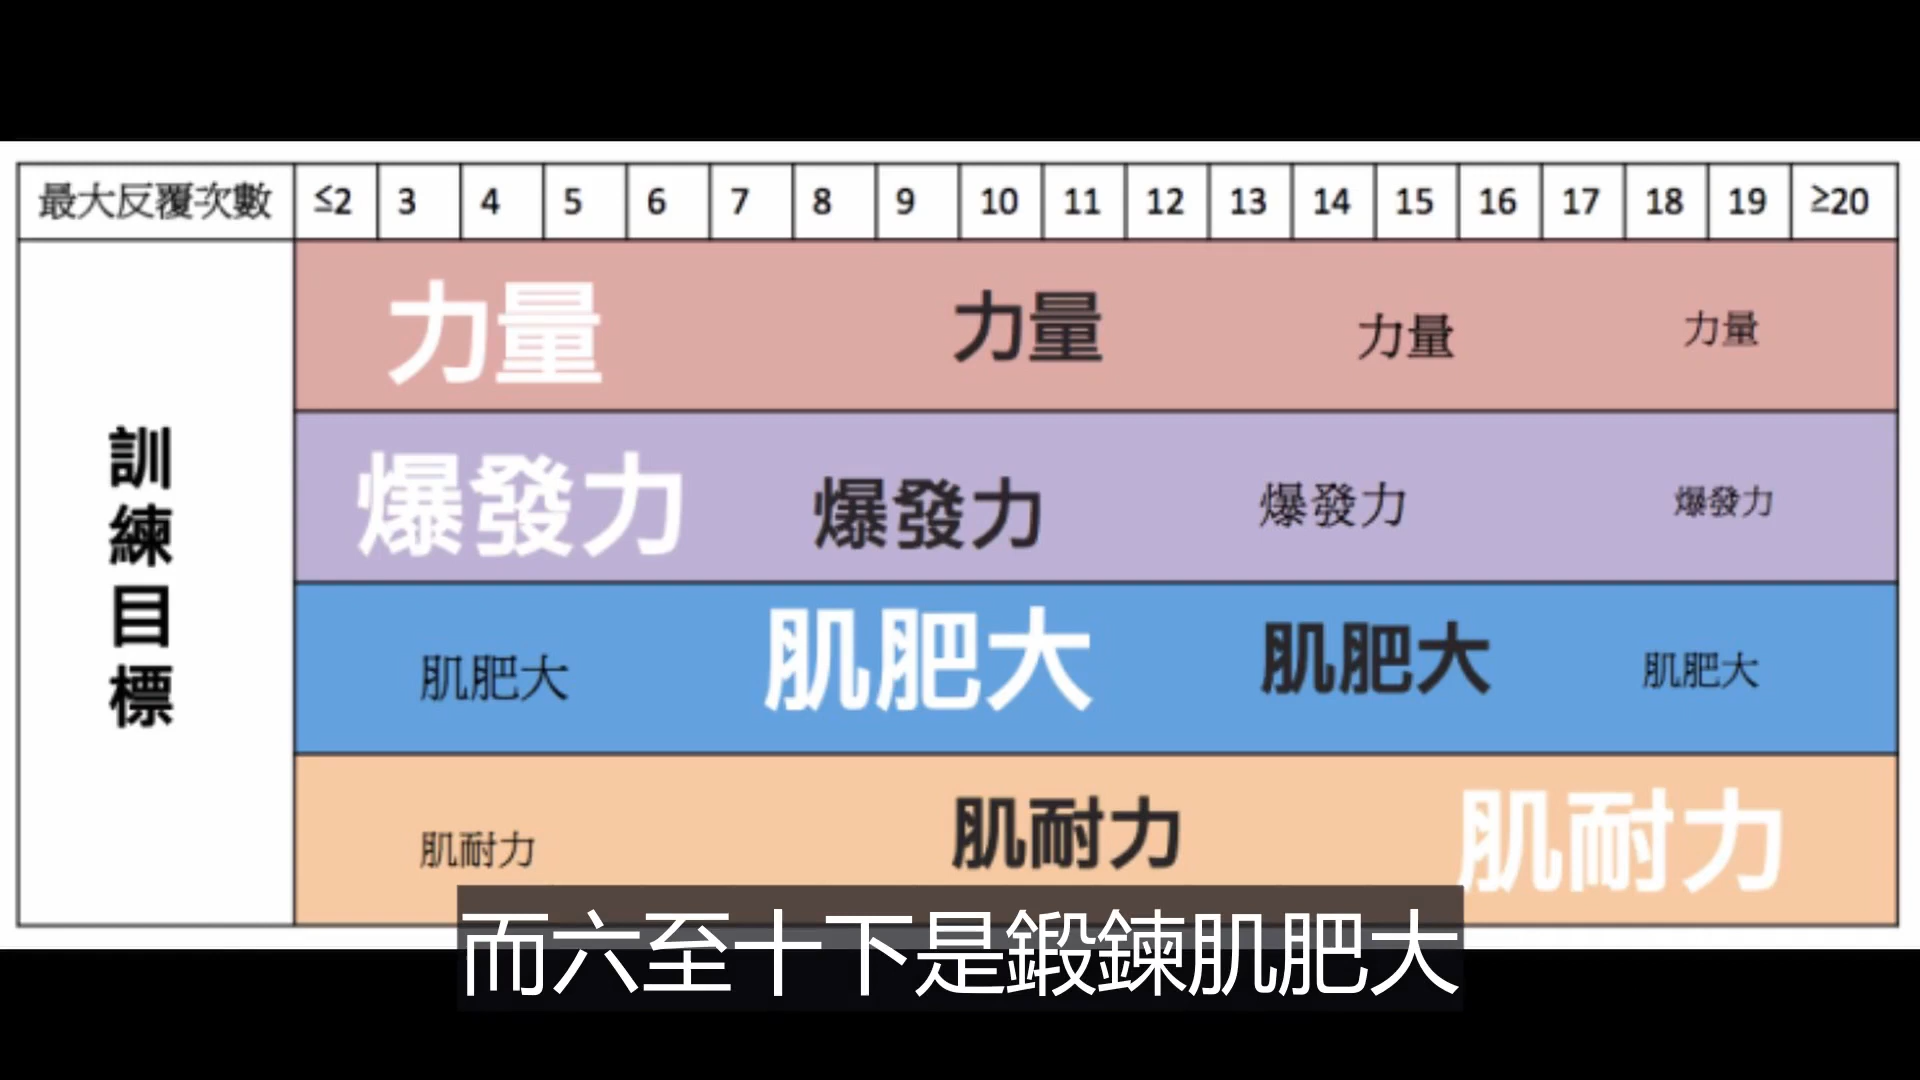 最大反覆次數 ≤2 3 4 5 6 7 8 9 10 11 12 13 14 15 16 17 18 19 ≥20
訓練目標
力量 力量 力量 力量
爆發力 爆發力 爆發力 爆發力
肌肥大 肌肥大 肌肥大 肌肥大
肌耐力 肌耐力 肌耐力
而六至十下是鍛鍊肌肥大